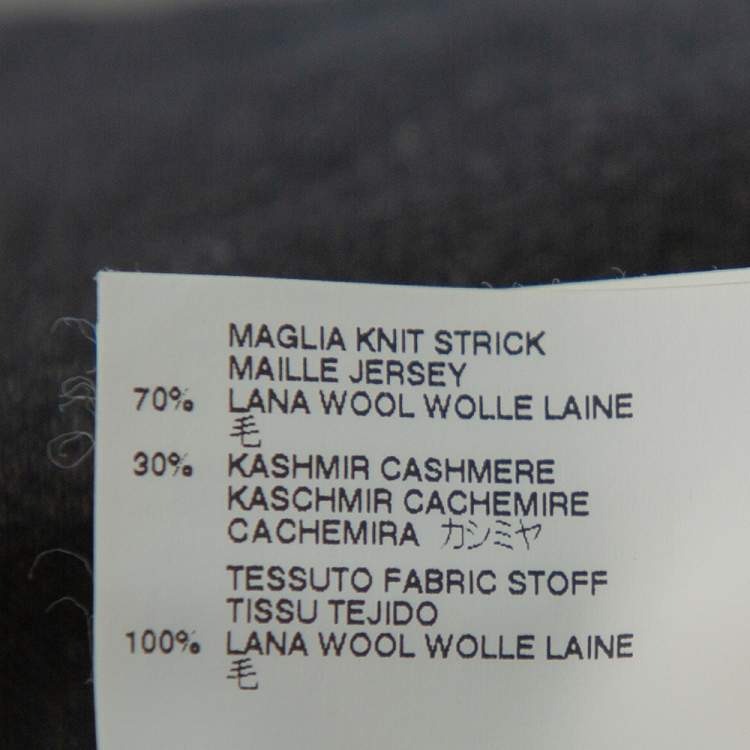 MAGLIA KNIT STRICK
MAILLE JERSEY
70% LANA WOOL WOLLE LAINE
毛
30% KASHMIR CASHMERE
KASCHMIR CACHEMIRE
CACHEMIRA カシミヤ
TESSUTO FABRIC STOFF
TISSU TEJIDO
100% LANA WOOL WOLLE LAINE
毛